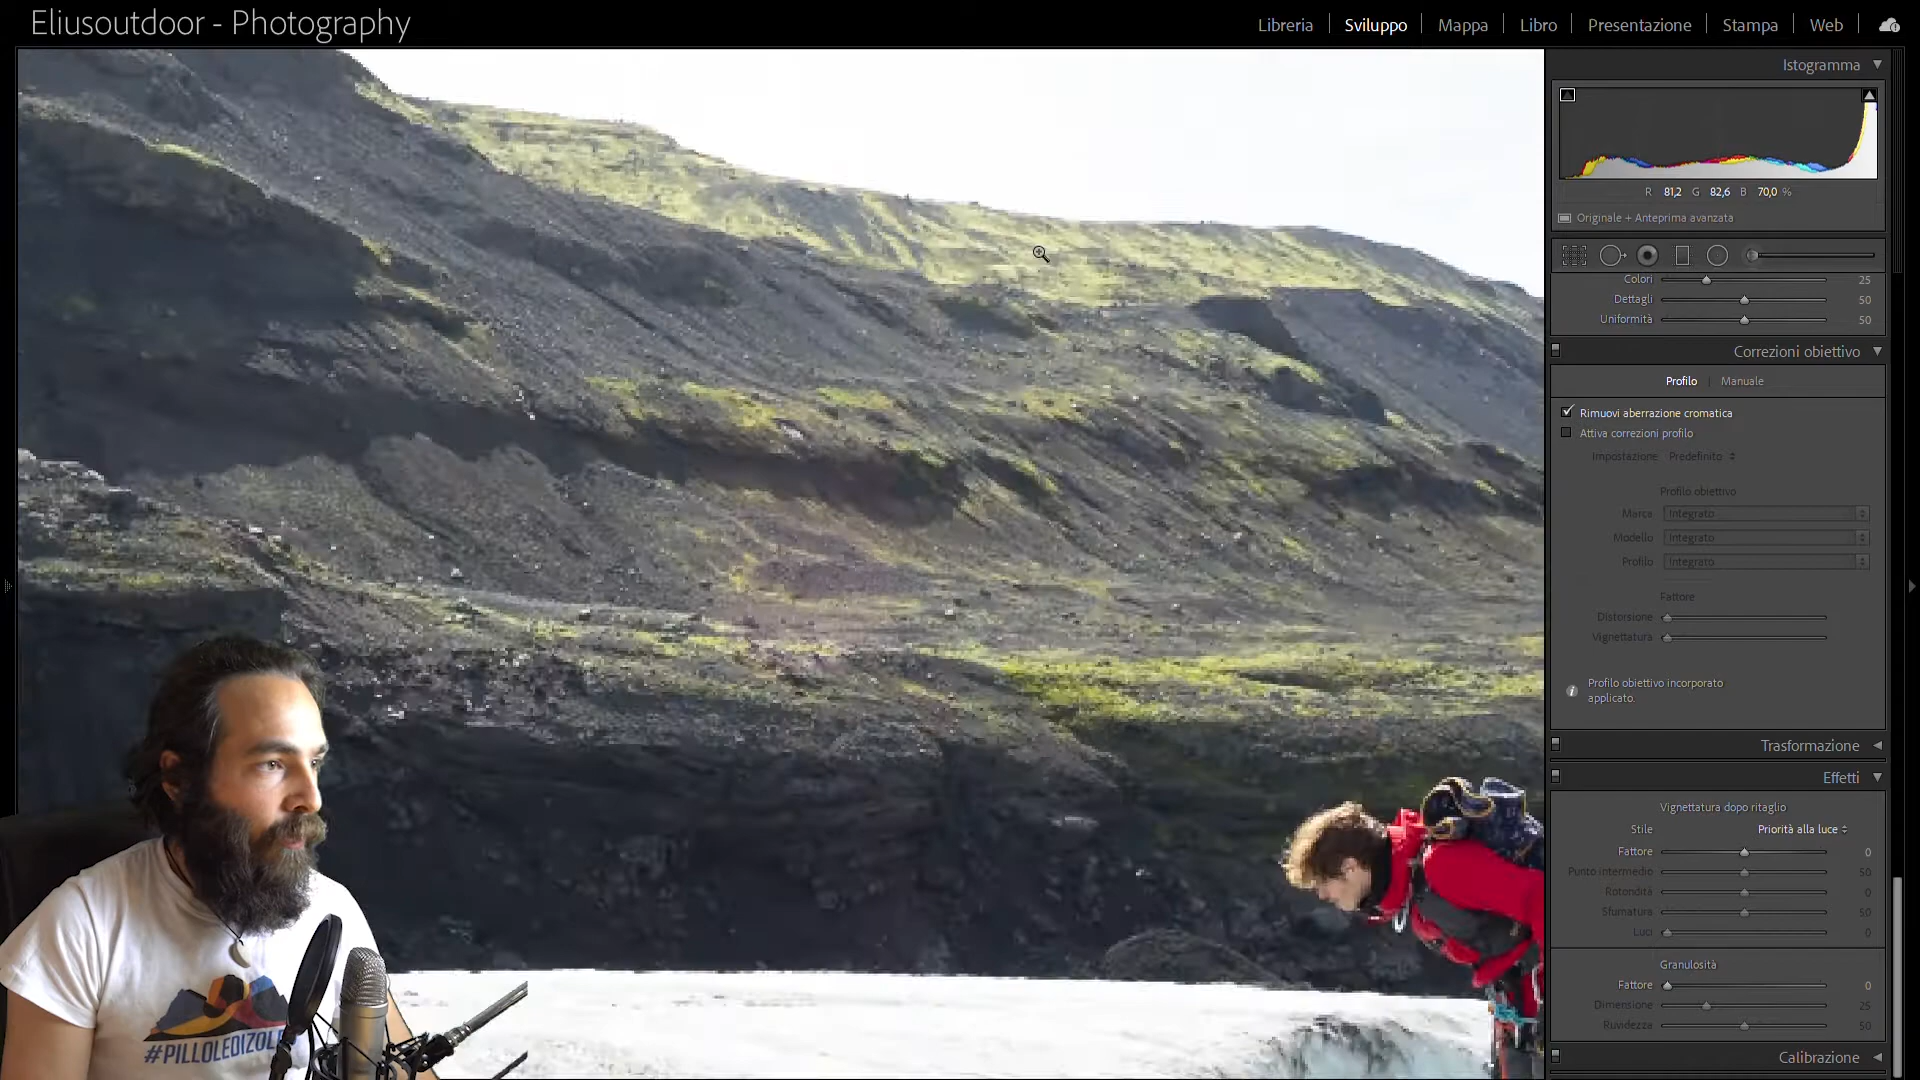 Eliusoutdoor - Photography
Libreria
Sviluppo
Mappa
Libro
Presentazione
Stampa
Web
Istogramma
R 81,2 G 82,6 B 70,0 %
Originale + Anteprima avanzata
Colori 25
Dettagli 50
Uniformità 50
Correzioni obiettivo
Profilo Manuale
Rimuovi aberrazione cromatica
Attiva correzioni profilo
Impostazione Predefinito
Profilo obiettivo
Marca Integrato
Modello Integrato
Profilo Integrato
Fattore
Distorsione
Vignettatura
Profilo obiettivo incorporato
applicato.
Trasformazione
Effetti
Vignettatura dopo ritaglio
Stile Priorità alla luce
Fattore 0
Punto intermedio 50
Rotondità 0
Sfumatura 50
Luci 0
Granulosità
Fattore 0
Dimensione 25
Ruvidezza 50
Calibrazione